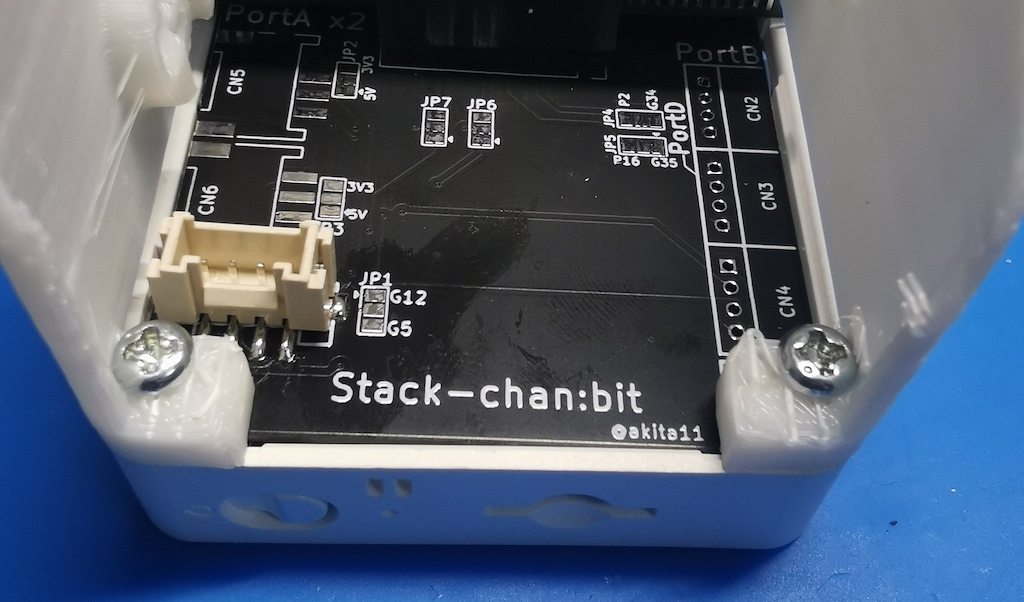 PortA x2
PortB
CN5
JP2
3V3
5V
JP7
JP6
JP4
P2
G34
JP5
P16
G35
PortD
CN2
CN6
3V3
5V
CN3
JP1
G12
G5
CN4
Stack-chan:bit
@akita11